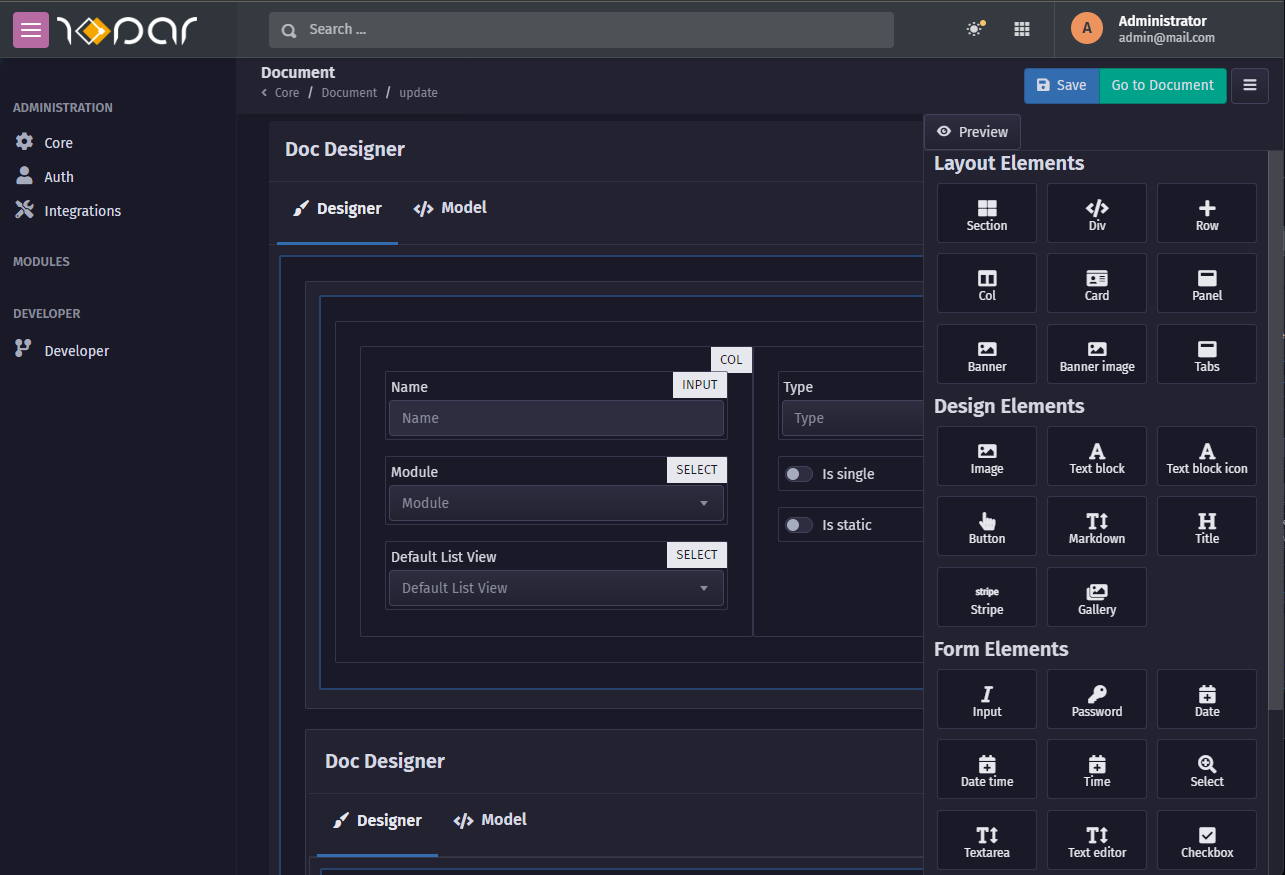 Search ...
A
Administrator
admin@mail.com
Document
Core / Document / update
Save
Go to Document
ADMINISTRATION
Core
Auth
Integrations
MODULES
DEVELOPER
Developer
Doc Designer
Designer
Model
COL
INPUT
Name
Name
SELECT
Module
Module
SELECT
Default List View
Default List View
Type
Type
Is single
Is static
Doc Designer
Designer
Model
Preview
Layout Elements
Section
Div
Row
Col
Card
Panel
Banner
Banner image
Tabs
Design Elements
Image
Text block
Text block icon
Button
Markdown
Title
stripe
Stripe
Gallery
Form Elements
Input
Password
Date
Date time
Time
Select
Textarea
Text editor
Checkbox